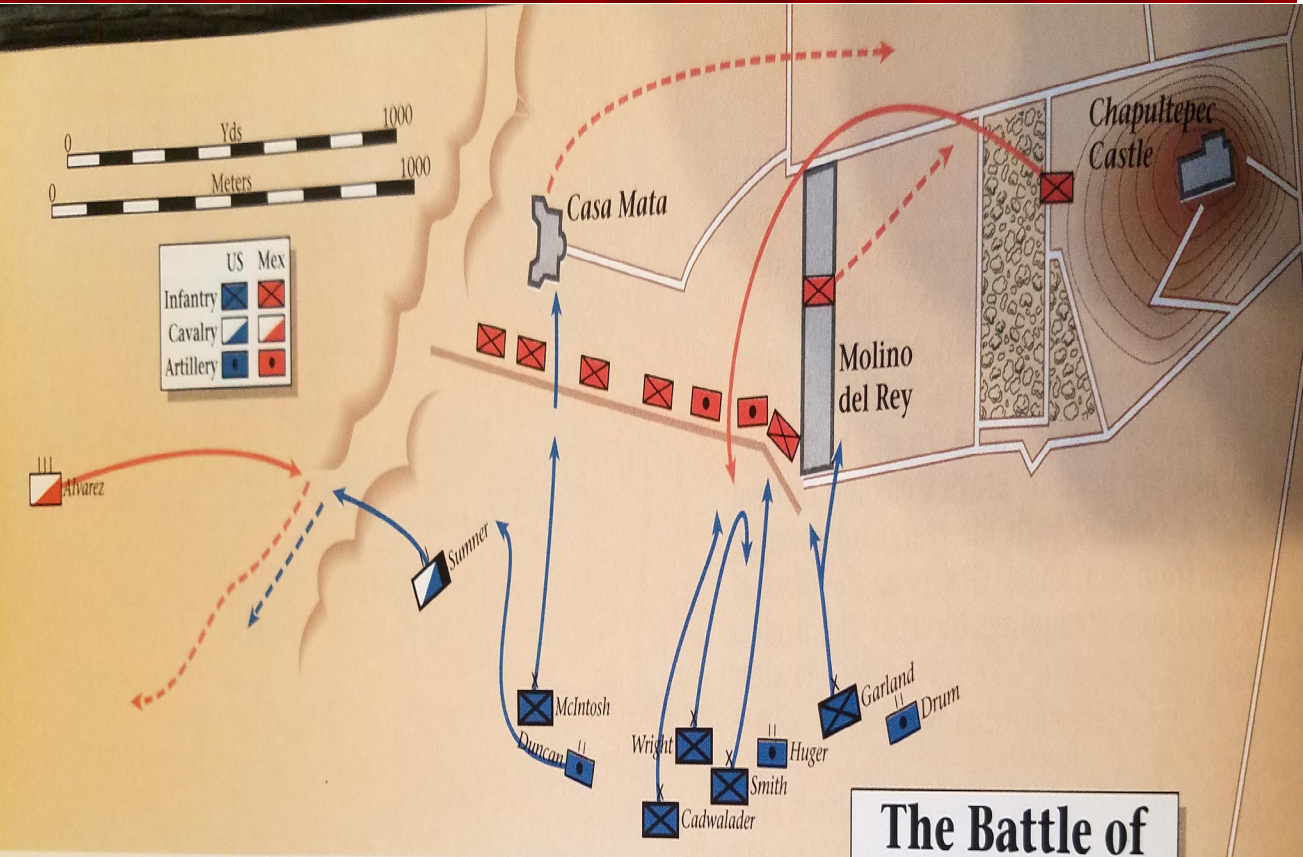 0 1000
Yds
0 1000
Meters
US Mex
Infantry
Cavalry
Artillery
Chapultepec
Castle
Casa Mata
Molino
del Rey
Alvarez
Sumner
McIntosh
Duncan
Wright
Huger
Smith
Cadwalader
Garland
Drum
The Battle of